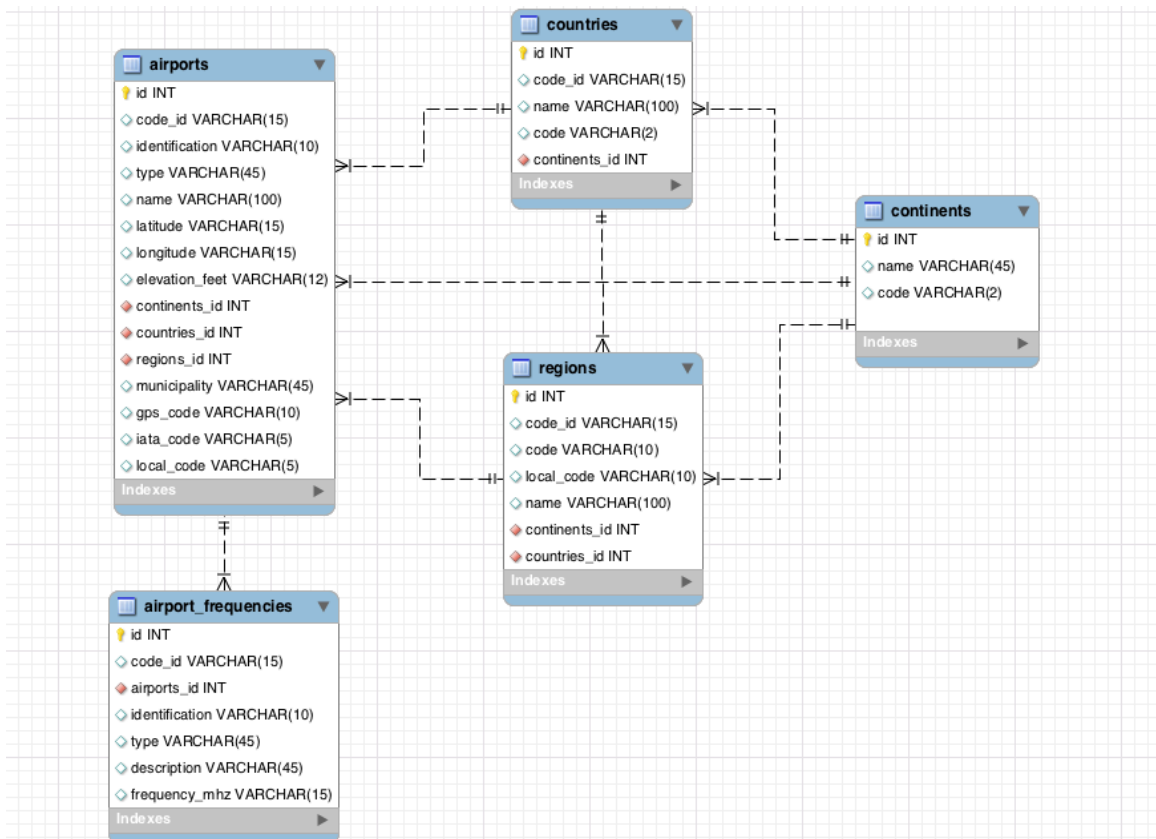 airports
id INT
code_id VARCHAR(15)
identification VARCHAR(10)
type VARCHAR(45)
name VARCHAR(100)
latitude VARCHAR(15)
longitude VARCHAR(15)
elevation_feet VARCHAR(12)
continents_id INT
countries_id INT
regions_id INT
municipality VARCHAR(45)
gps_code VARCHAR(10)
iata_code VARCHAR(5)
local_code VARCHAR(5)
Indexes
countries
id INT
code_id VARCHAR(15)
name VARCHAR(100)
code VARCHAR(2)
continents_id INT
Indexes
continents
id INT
name VARCHAR(45)
code VARCHAR(2)
Indexes
regions
id INT
code_id VARCHAR(15)
code VARCHAR(10)
local_code VARCHAR(10)
name VARCHAR(100)
continents_id INT
countries_id INT
Indexes
airport_frequencies
id INT
code_id VARCHAR(15)
airports_id INT
identification VARCHAR(10)
type VARCHAR(45)
description VARCHAR(45)
frequency_mhz VARCHAR(15)
Indexes